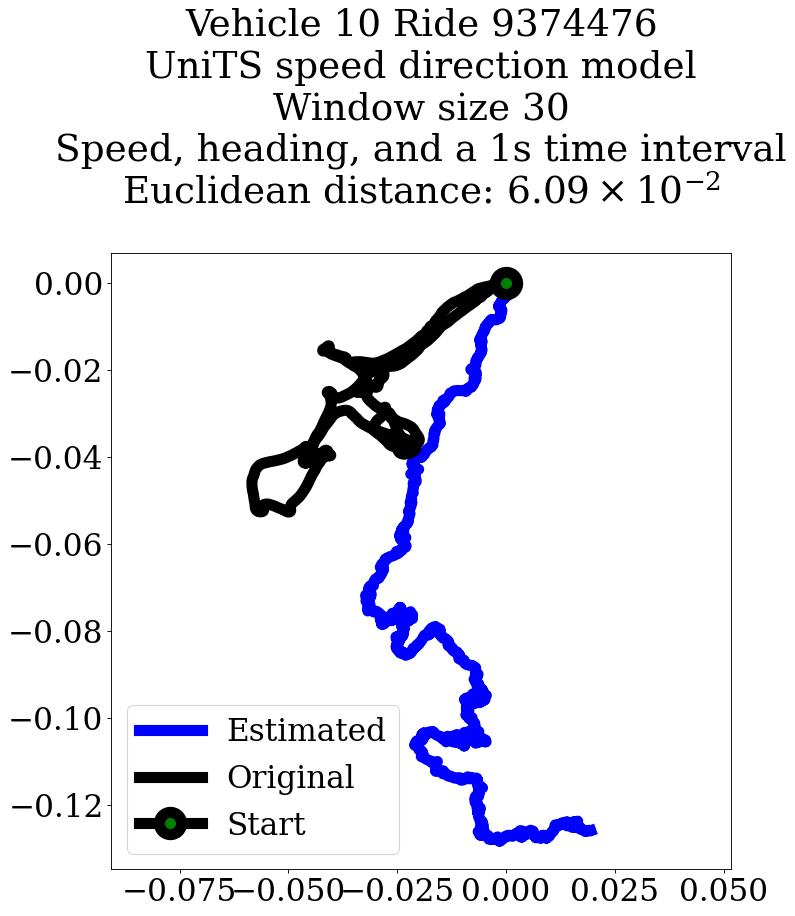 Vehicle 10 Ride 9374476
UniTS speed direction model
Window size 30
Speed, heading, and a 1s time interval
Euclidean distance: 6.09 × 10⁻²
0.00
−0.02
−0.04
−0.06
−0.08
−0.10
−0.12
Estimated
Original
Start
−0.075 −0.050 −0.025 0.000 0.025 0.050